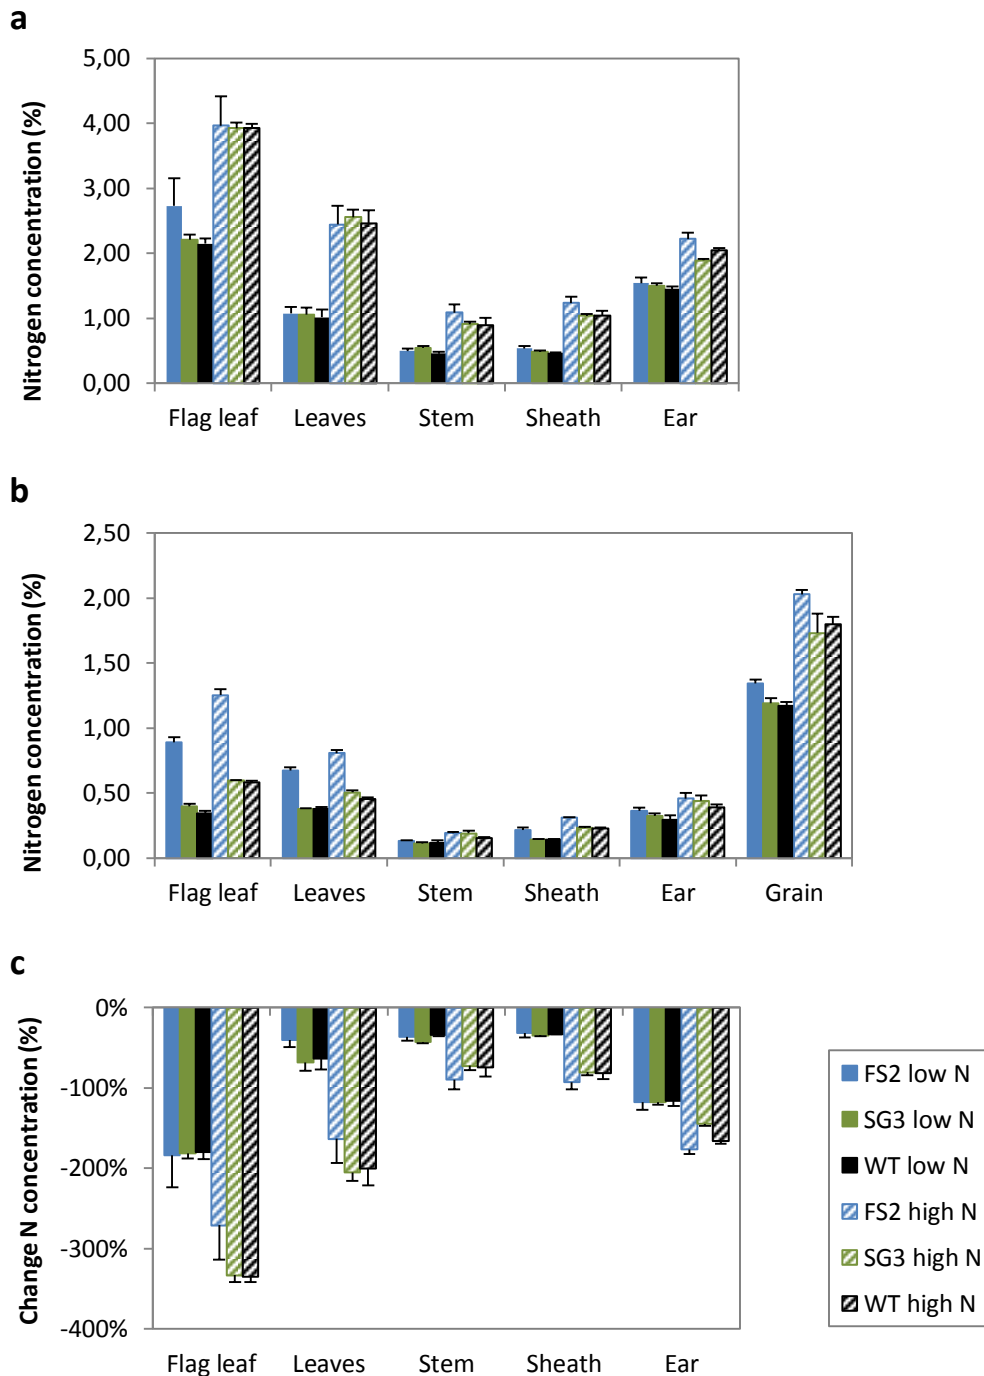 a
Nitrogen concentration (%)
5,00
4,00
3,00
2,00
1,00
0,00
Flag leaf Leaves Stem Sheath Ear
b
Nitrogen concentration (%)
2,50
2,00
1,50
1,00
0,50
0,00
Flag leaf Leaves Stem Sheath Ear Grain
c
Change N concentration (%)
0%
-100%
-200%
-300%
-400%
Flag leaf Leaves Stem Sheath Ear
FS2 low N
SG3 low N
WT low N
FS2 high N
SG3 high N
WT high N